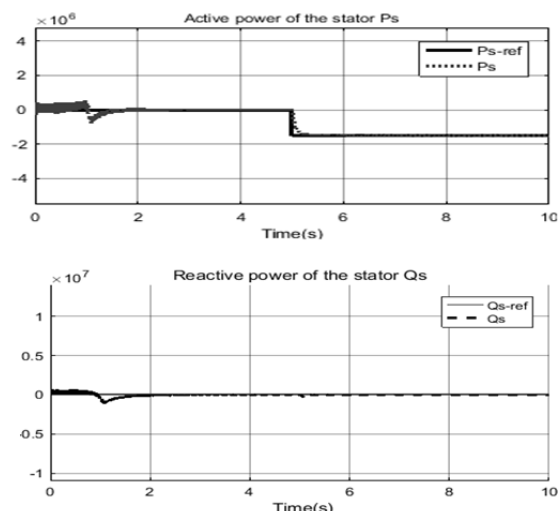 Active power of the stator Ps
×10⁶
4
2
0
-2
-4
Ps-ref
Ps
0 2 4 6 8 10
Time(s)
Reactive power of the stator Qs
×10⁷
1
0.5
0
-0.5
-1
Qs-ref
Qs
0 2 4 6 8 10
Time(s)